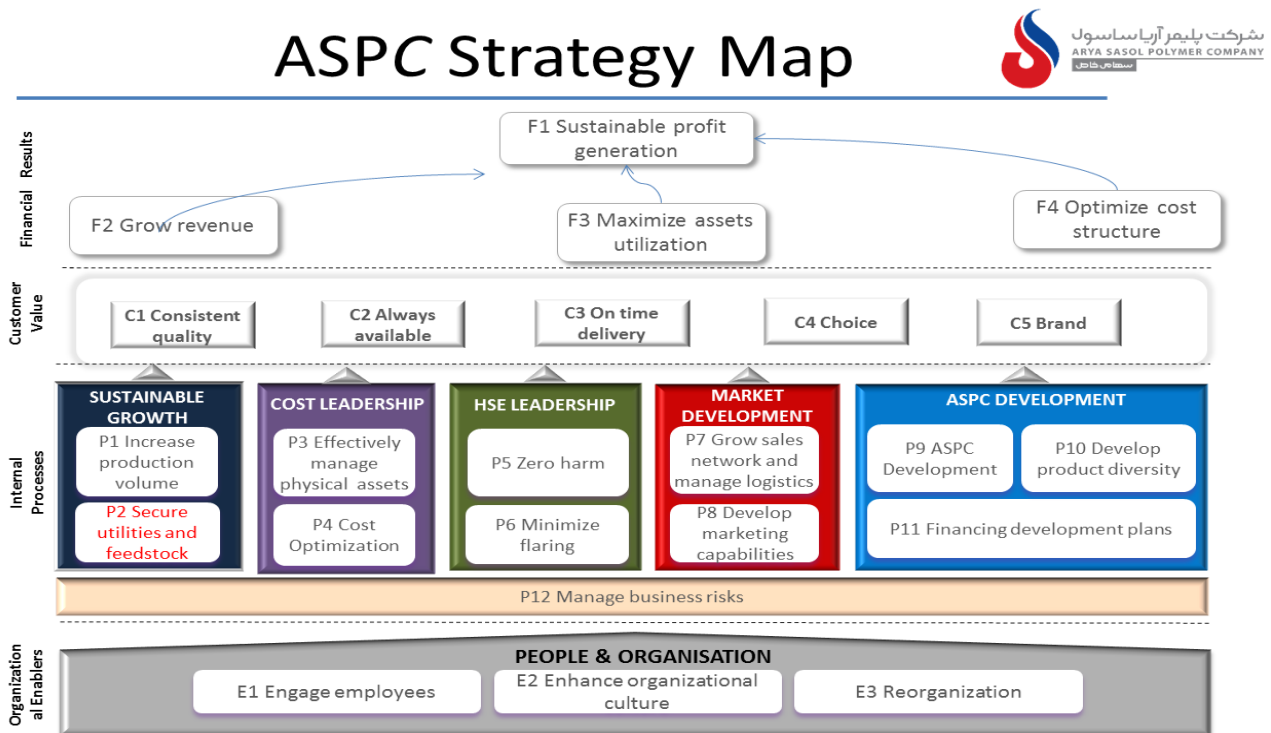 ASPC Strategy Map
شرکت پلیمر آریا ساسول
ARYA SASOL POLYMER COMPANY
سهامی خاص
Financial Results
F1 Sustainable profit
generation
F2 Grow revenue
F3 Maximize assets
utilization
F4 Optimize cost
structure
Customer
Value
C1 Consistent
quality
C2 Always
available
C3 On time
delivery
C4 Choice
C5 Brand
Internal
Processes
SUSTAINABLE
GROWTH
P1 Increase
production
volume
P2 Secure
utilities and
feedstock
COST LEADERSHIP
P3 Effectively
manage
physical assets
P4 Cost
Optimization
HSE LEADERSHIP
P5 Zero harm
P6 Minimize
flaring
MARKET
DEVELOPMENT
P7 Grow sales
network and
manage logistics
P8 Develop
marketing
capabilities
ASPC DEVELOPMENT
P9 ASPC
Development
P10 Develop
product diversity
P11 Financing development plans
P12 Manage business risks
Organization
al Enablers
PEOPLE & ORGANISATION
E1 Engage employees
E2 Enhance organizational
culture
E3 Reorganization